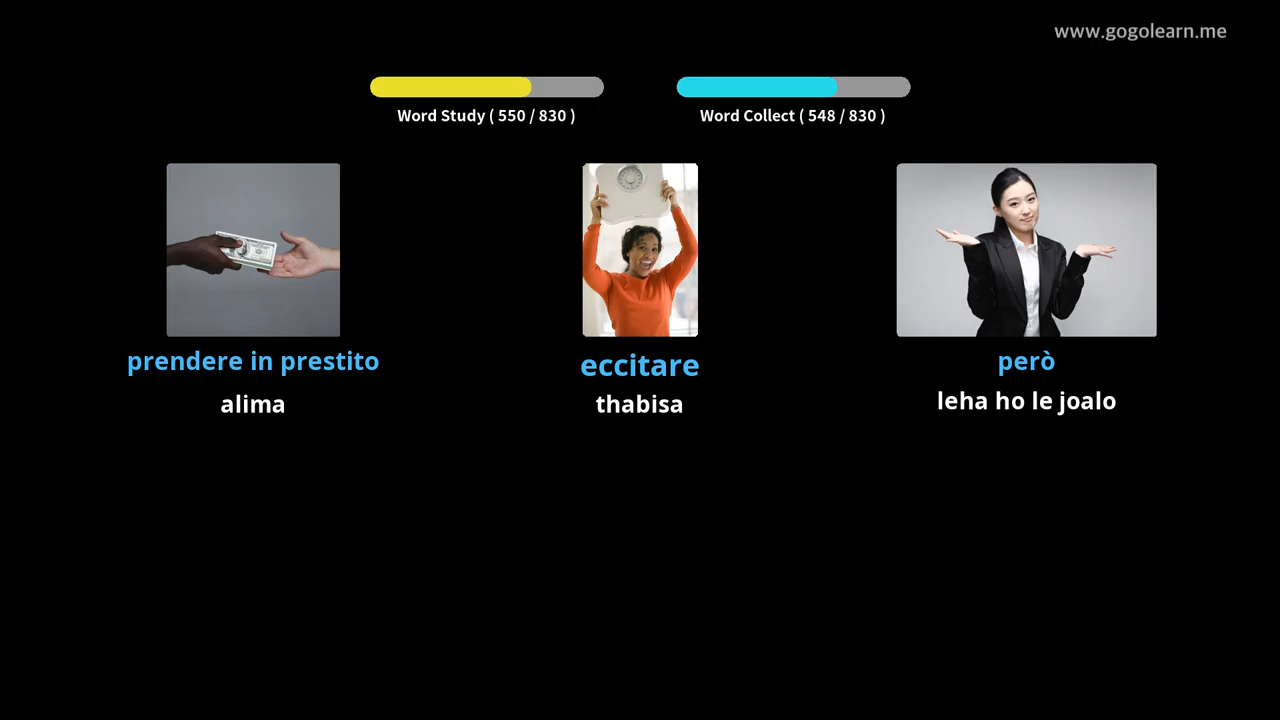 www.gogolearn.me
Word Study ( 550 / 830 )
Word Collect ( 548 / 830 )
prendere in prestito
eccitare
però
alima
thabisa
leha ho le joalo